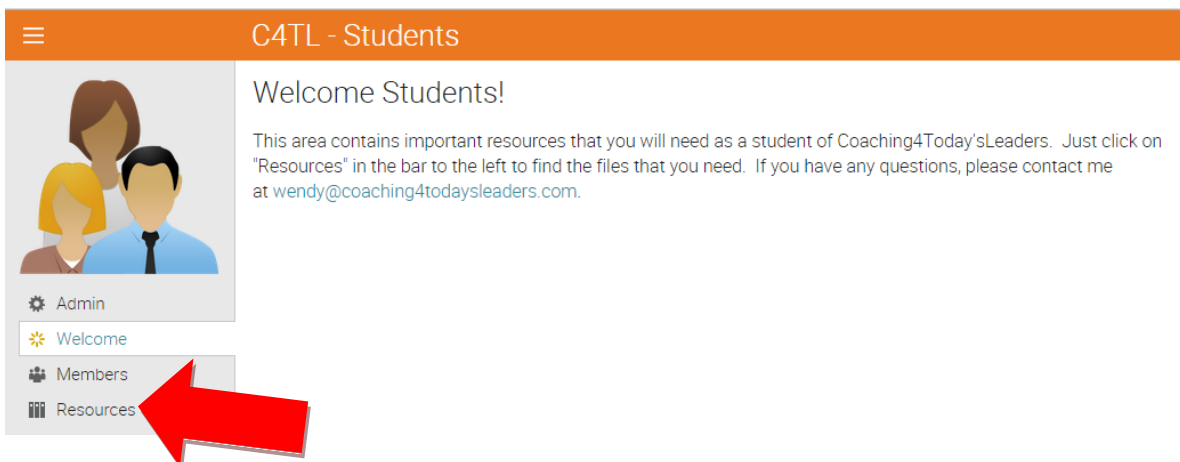 C4TL - Students
Welcome Students!
This area contains important resources that you will need as a student of Coaching4Today'sLeaders.  Just click on
"Resources" in the bar to the left to find the files that you need.  If you have any questions, please contact me
at wendy@coaching4todaysleaders.com.
Admin
Welcome
Members
Resources